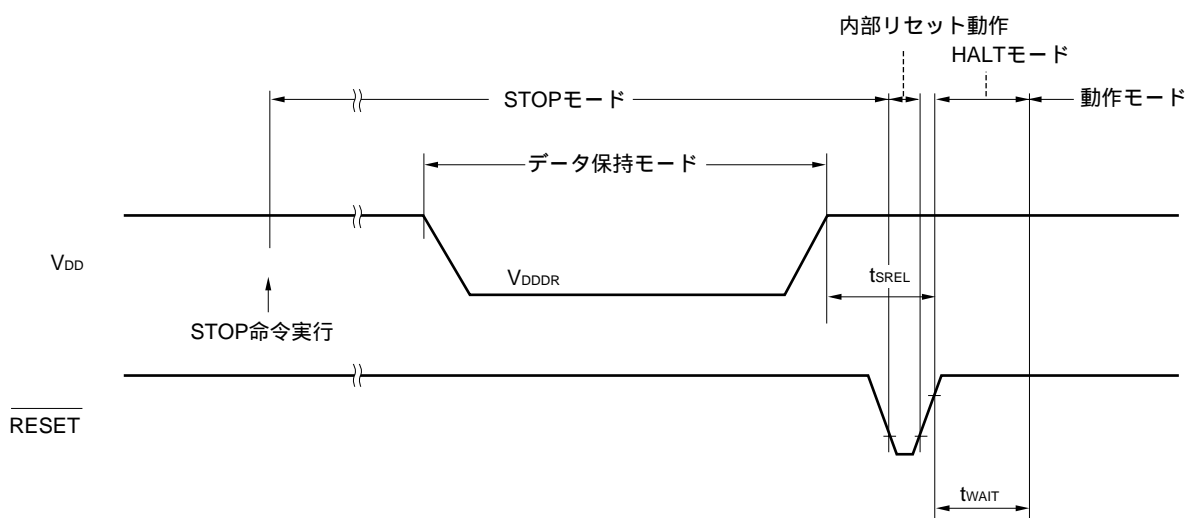 内部リセット動作
HALTモード
STOPモード
動作モード
データ保持モード
VDD
VDDDR
tSREL
STOP命令実行
RESET
tWAIT